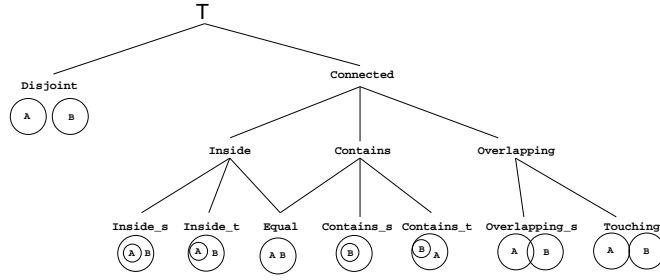 T
Disjoint
A B
Connected
Inside Contains Overlapping
Inside_s Inside_t Equal Contains_s Contains_t Overlapping_s Touching
A B A B A B B B A A B A B